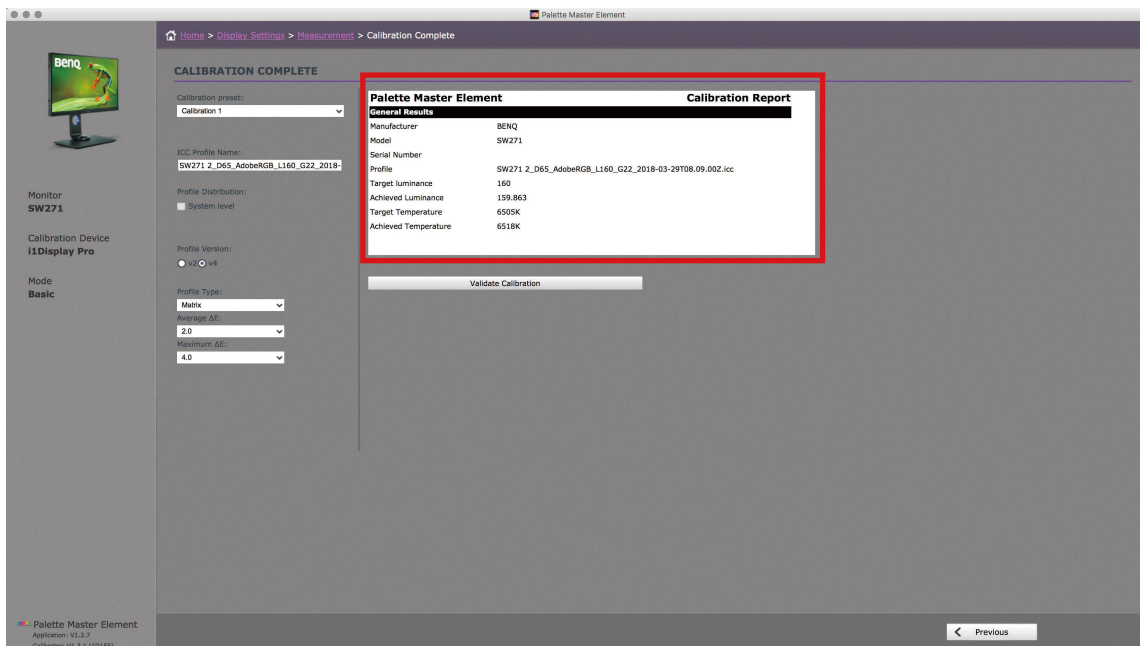 Palette Master Element
Home > Display Settings > Measurement > Calibration Complete
BenQ
CALIBRATION COMPLETE
Calibration preset:
Calibration 1
ICC Profile Name:
SW271 2_D65_AdobeRGB_L160_G22_2018-
Profile Distribution:
System level
Profile Version:
v2 v4
Profile Type:
Matrix
Average ΔE:
2.0
Maximum ΔE:
4.0
Monitor
SW271
Calibration Device
i1Display Pro
Mode
Basic
Palette Master Element Calibration Report
General Results
Manufacturer BENQ
Model SW271
Serial Number
Profile SW271 2_D65_AdobeRGB_L160_G22_2018-03-29T08.09.00Z.icc
Target luminance 160
Achieved Luminance 159.863
Target Temperature 6505K
Achieved Temperature 6518K
Validate Calibration
Palette Master Element
Application: V1.2.7
Previous